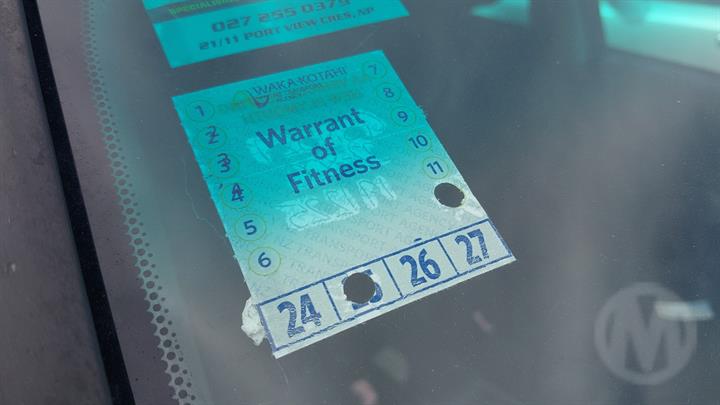 027 255 0379
21/11 PORT VIEW CRES, NP
WAKA KOTAHI
1
2
3
4
5
6
7
8
9
10
11
Warrant
of
Fitness
24 26 27
M